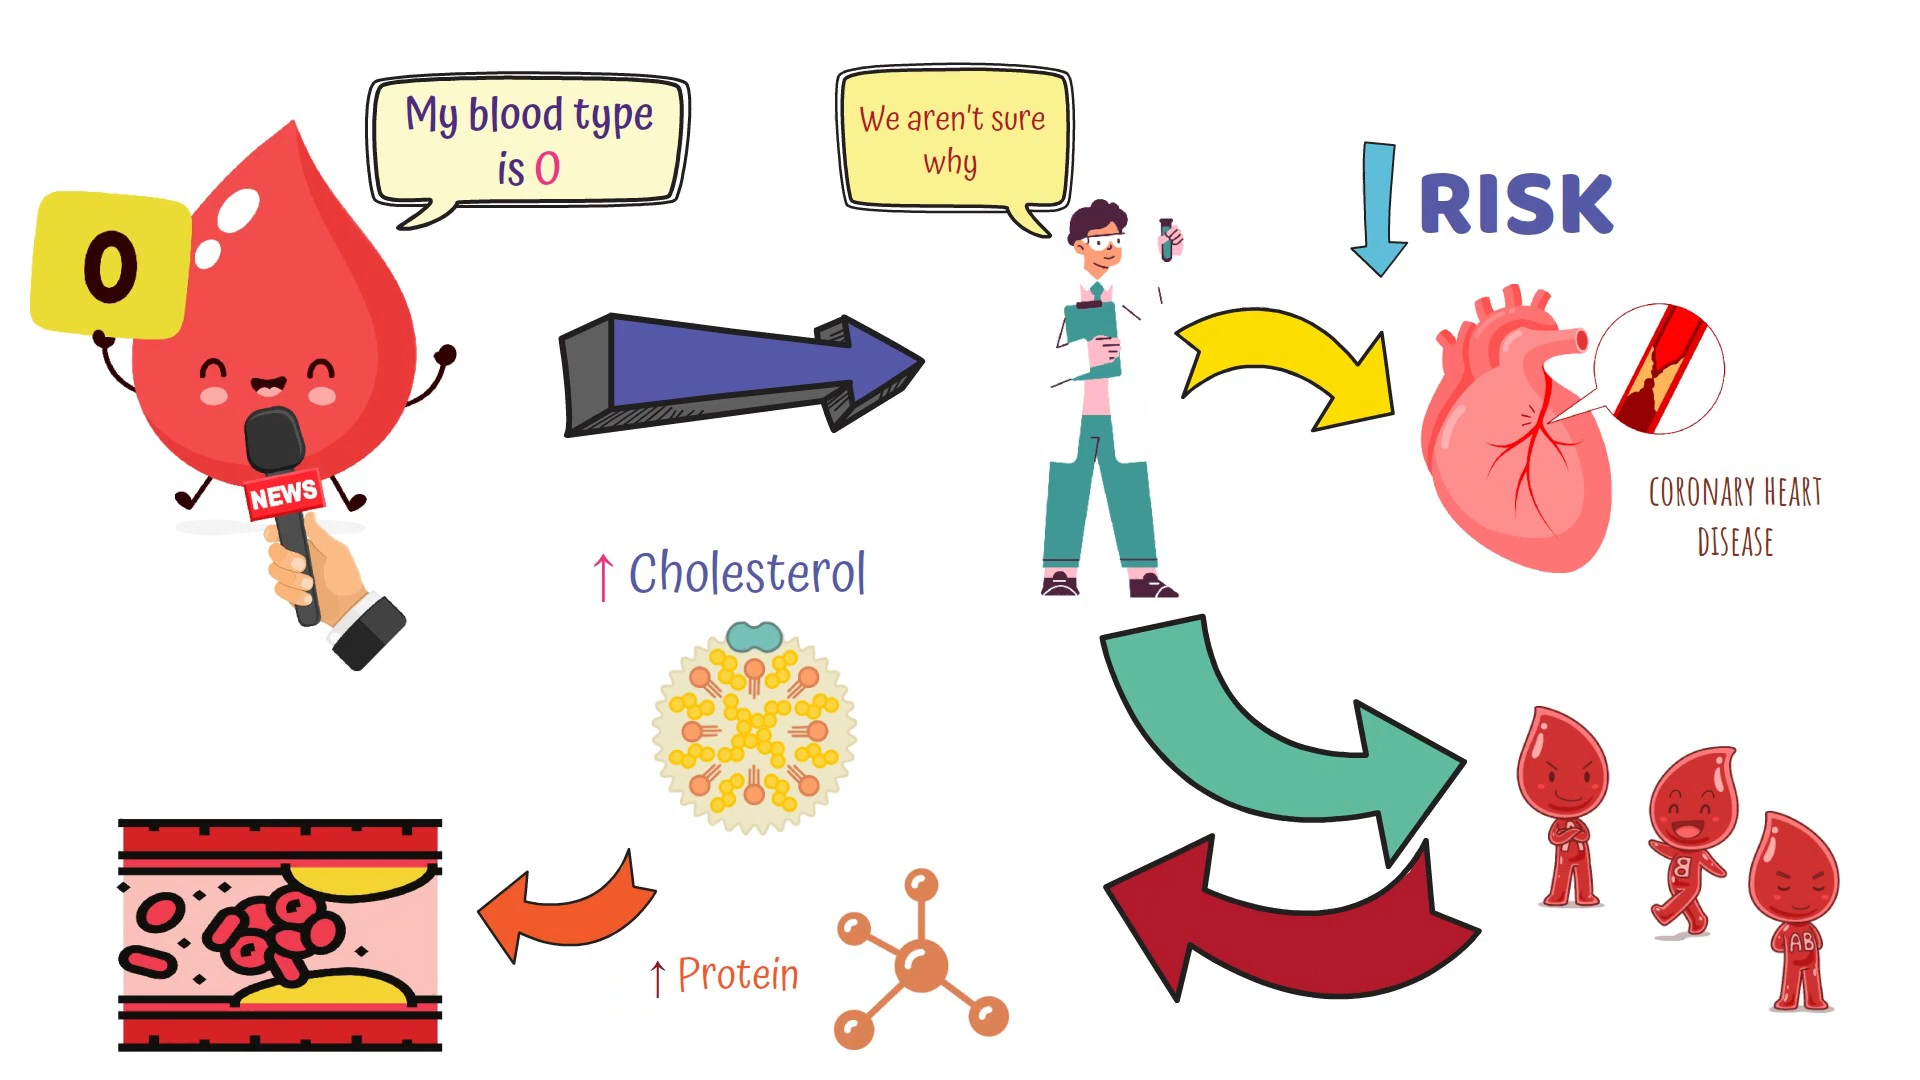 My blood type
is O
We aren't sure
why
RISK
O
NEWS
CORONARY HEART
DISEASE
↑ Cholesterol
↑ Protein
A
B
AB